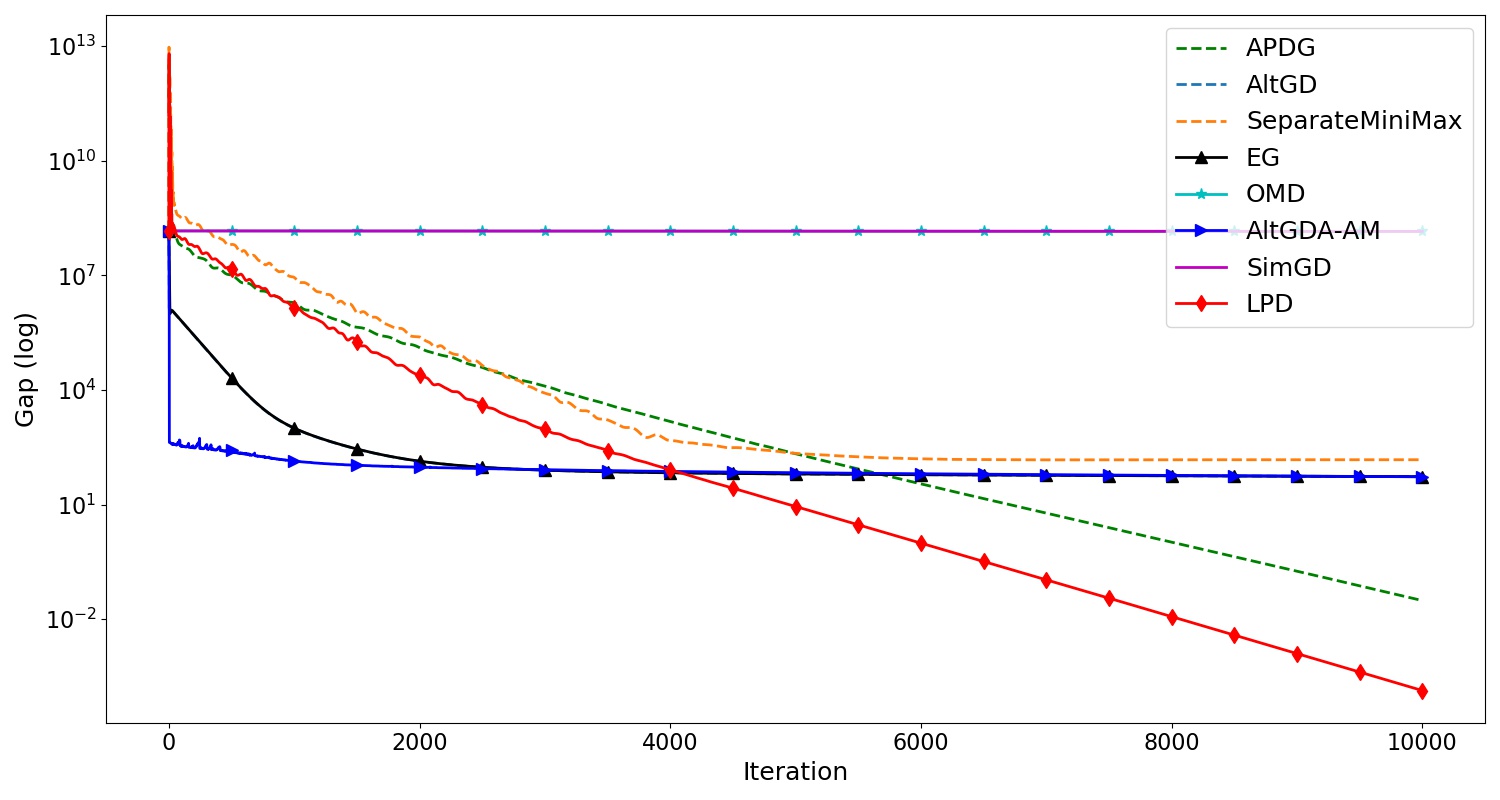 Gap (log)
10^13
10^10
10^7
10^4
10^1
10^−2
0
2000
4000
6000
8000
10000
Iteration
APDG
AltGD
SeparateMiniMax
EG
OMD
AltGDA-AM
SimGD
LPD